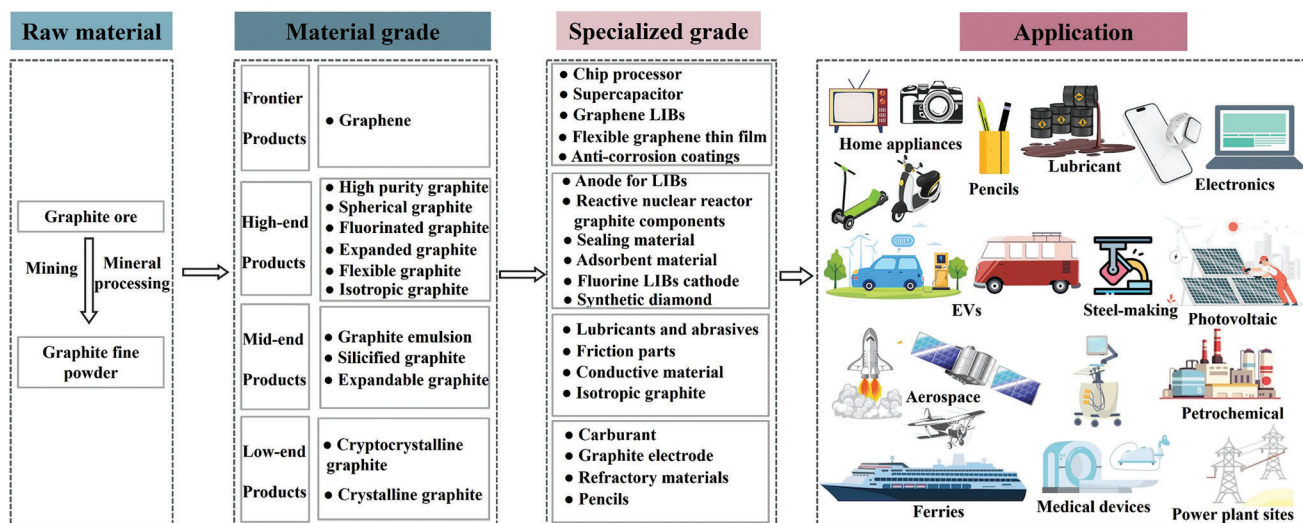 Raw material
Material grade
Specialized grade
Application
Graphite ore
Mining
Mineral
processing
Graphite fine
powder
Frontier
Products
● Graphene
High-end
Products
● High purity graphite
● Spherical graphite
● Fluorinated graphite
● Expanded graphite
● Flexible graphite
● Isotropic graphite
Mid-end
Products
● Graphite emulsion
● Silicified graphite
● Expandable graphite
Low-end
Products
● Cryptocrystalline
graphite
● Crystalline graphite
● Chip processor
● Supercapacitor
● Graphene LIBs
● Flexible graphene thin film
● Anti-corrosion coatings
● Anode for LIBs
● Reactive nuclear reactor
graphite components
● Sealing material
● Adsorbent material
● Fluorine LIBs cathode
● Synthetic diamond
● Lubricants and abrasives
● Friction parts
● Conductive material
● Isotropic graphite
● Carburant
● Graphite electrode
● Refractory materials
● Pencils
Home appliances
Pencils
Lubricant
Electronics
EVs
Steel-making
Photovoltaic
Aerospace
Petrochemical
Ferries
Medical devices
Power plant sites